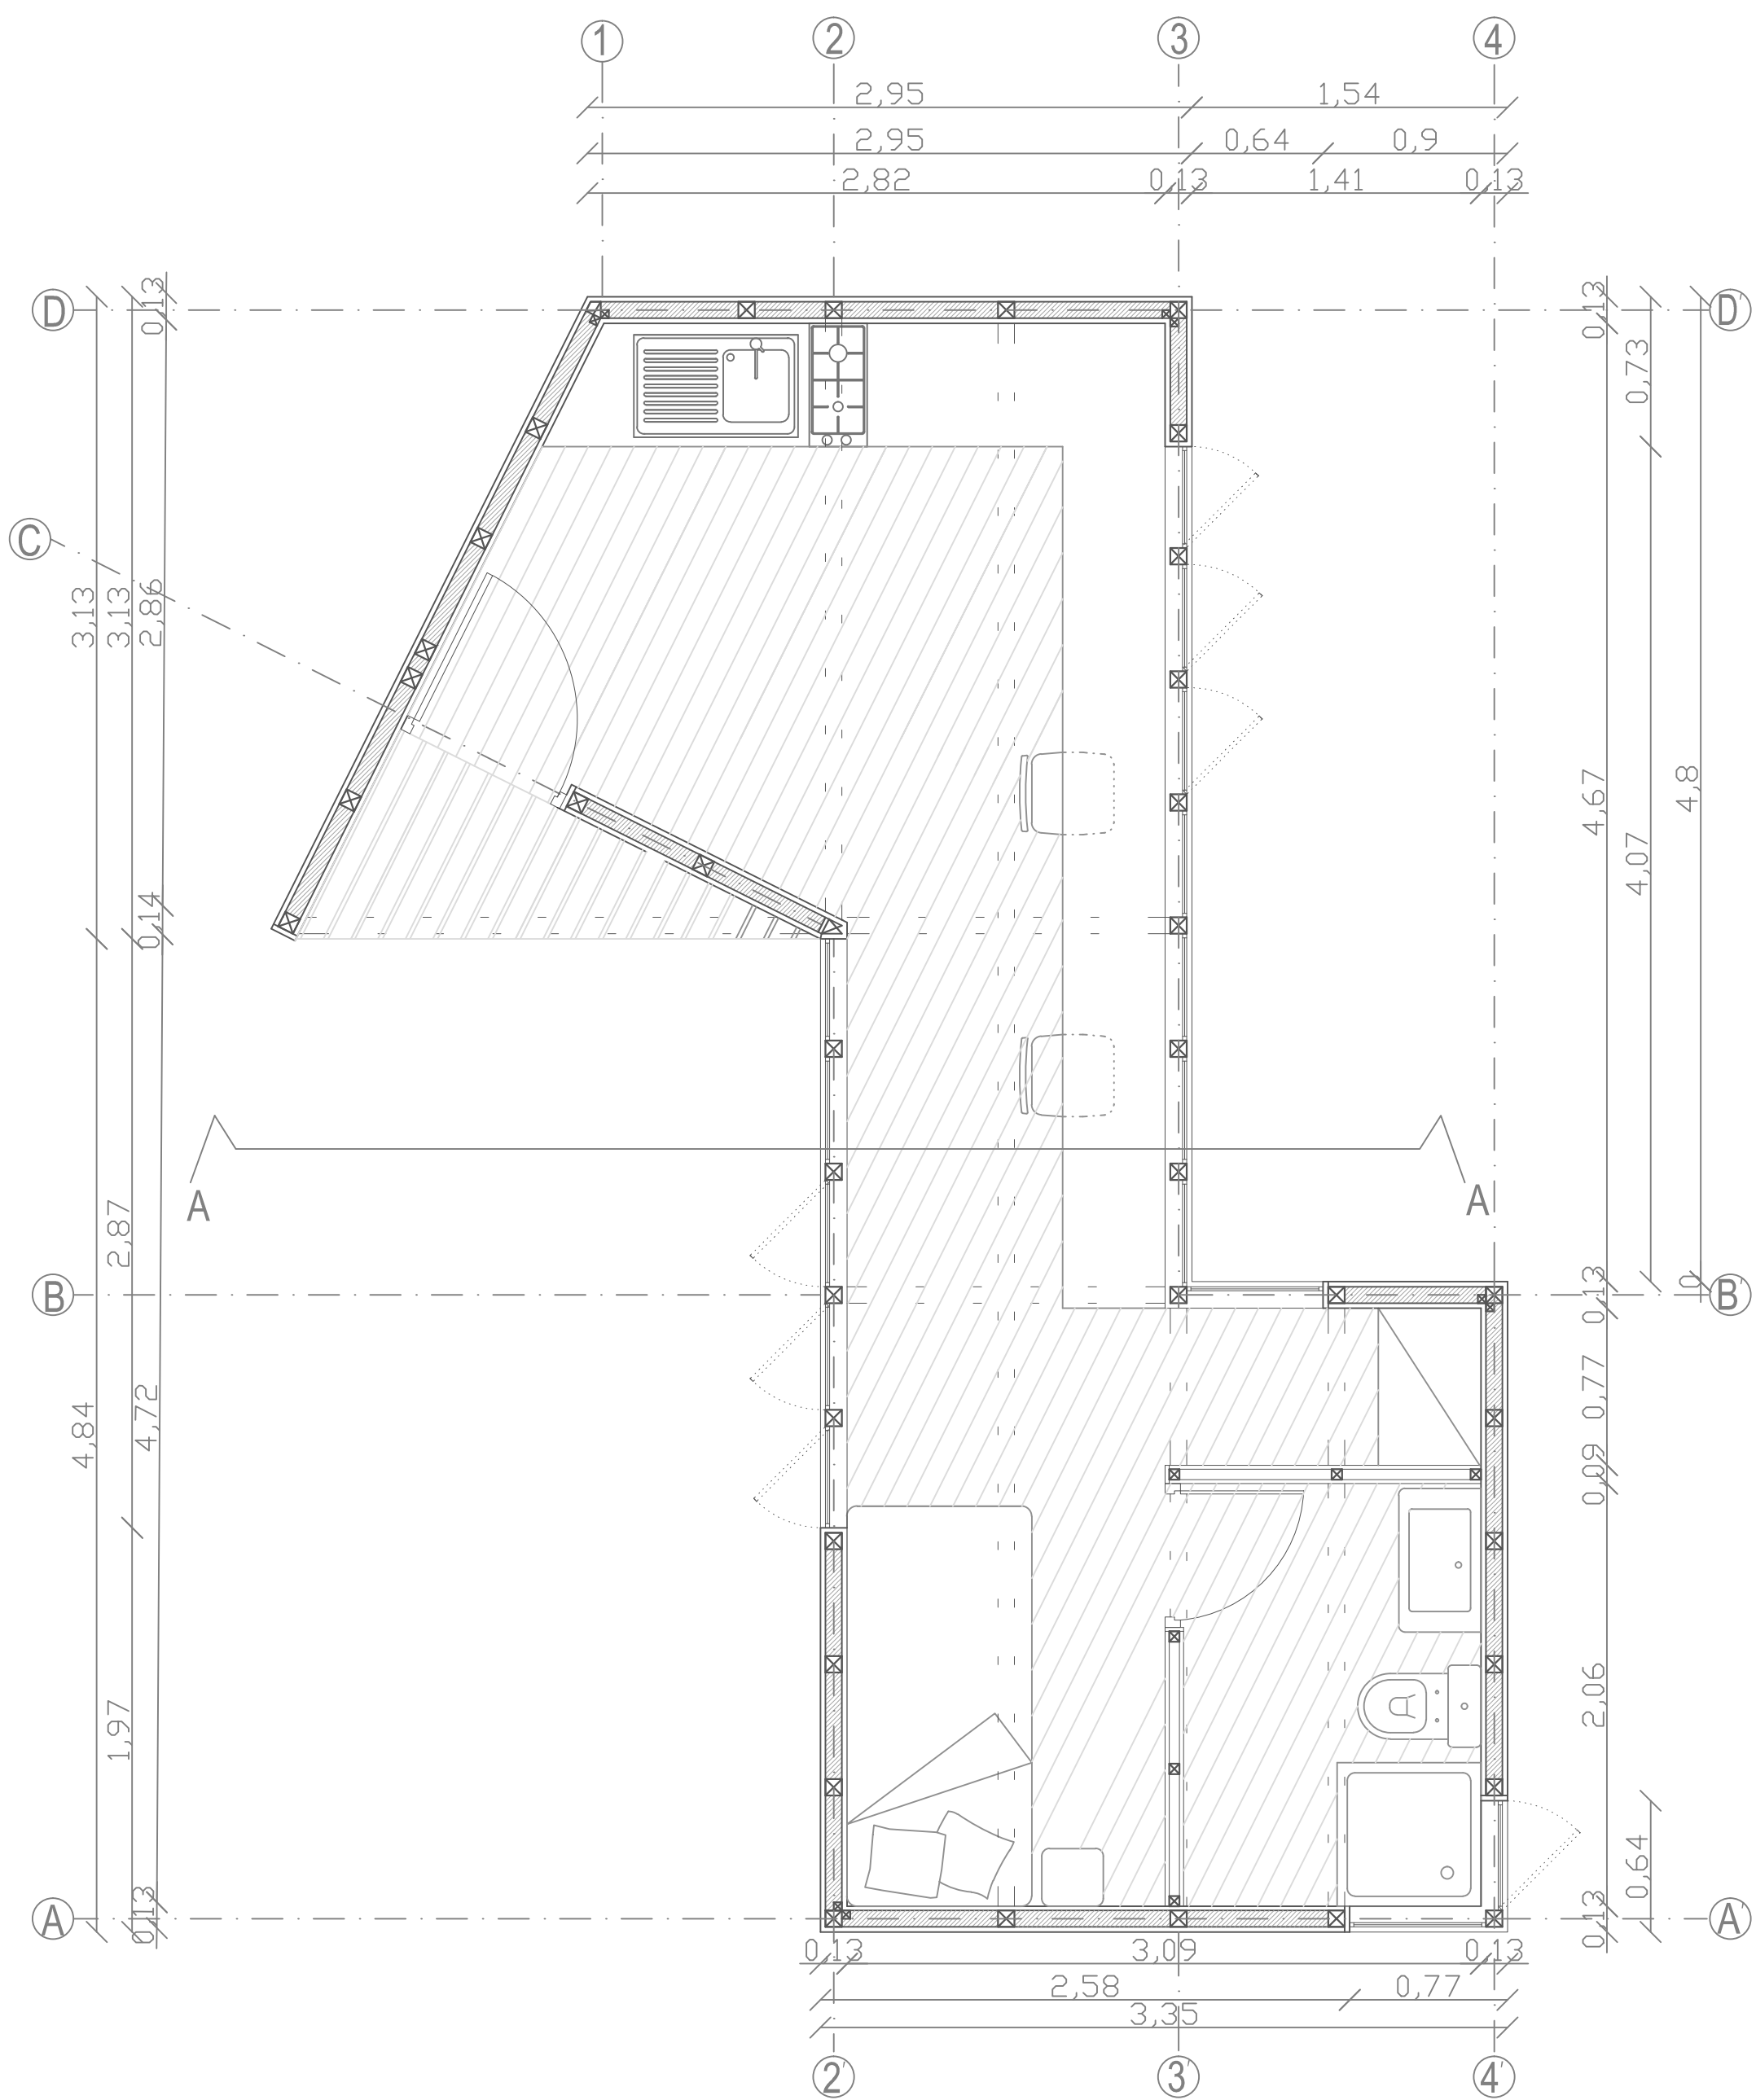 1 2 3 4
2,95 1,54
2,95 0,64 0,9
2,82 0,13 1,41 0,13
D D'
0,13 0,13
0,73
C
3,13 3,13 2,86
4,67 4,8
4,07
0,14
A A
2,87
B B'
0 0,13
4,84 4,72
0,77
0,09
1,97 2,06
0,64
0,13 0,13
A A'
0,13 3,09 0,13
2,58 0,77
3,35
2' 3' 4'